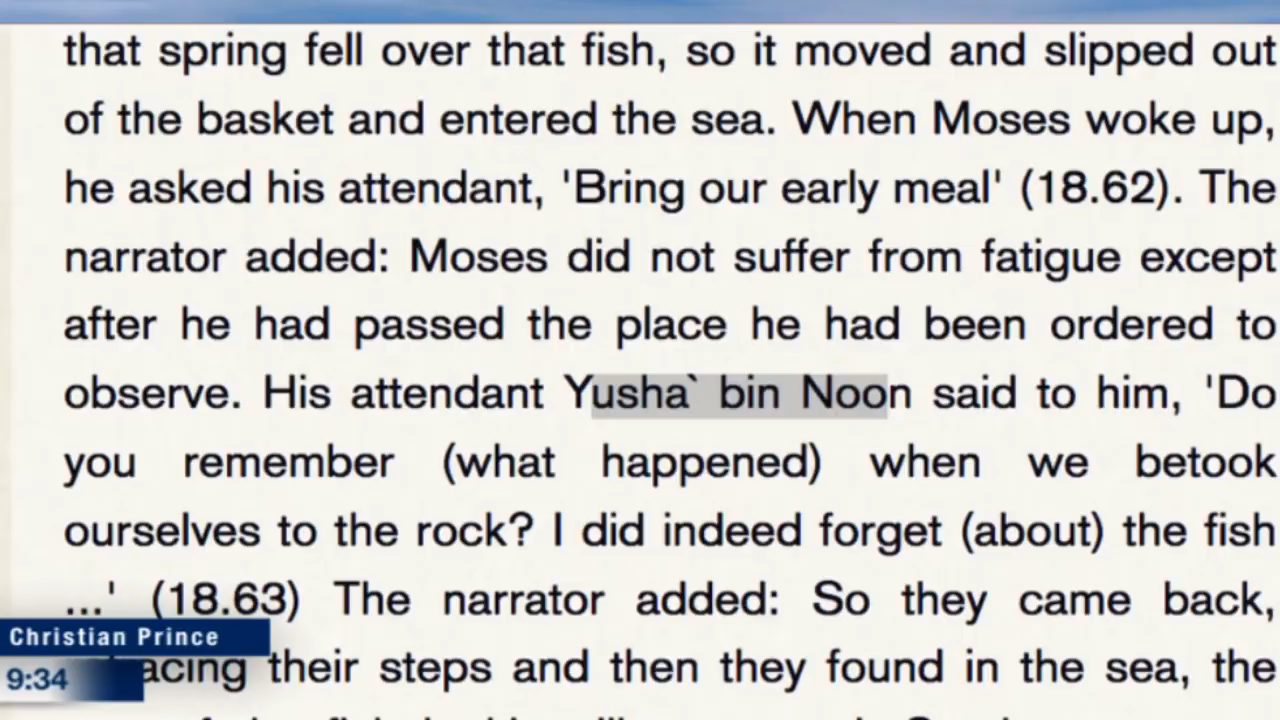 that spring fell over that fish, so it moved and slipped out
of the basket and entered the sea. When Moses woke up,
he asked his attendant, 'Bring our early meal' (18.62). The
narrator added: Moses did not suffer from fatigue except
after he had passed the place he had been ordered to
observe. His attendant Yusha` bin Noon said to him, 'Do
you remember (what happened) when we betook
ourselves to the rock? I did indeed forget (about) the fish
...' (18.63) The narrator added: So they came back,
Christian Prince
their steps and then they found in the sea, the
9:34